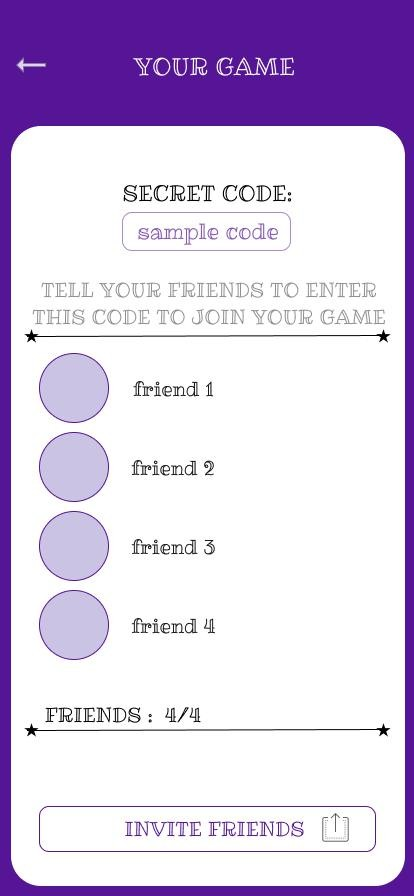 YOUR GAME
SECRET CODE:
sample code
TELL YOUR FRIENDS TO ENTER
THIS CODE TO JOIN YOUR GAME
friend 1
friend 2
friend 3
friend 4
FRIENDS : 4/4
INVITE FRIENDS